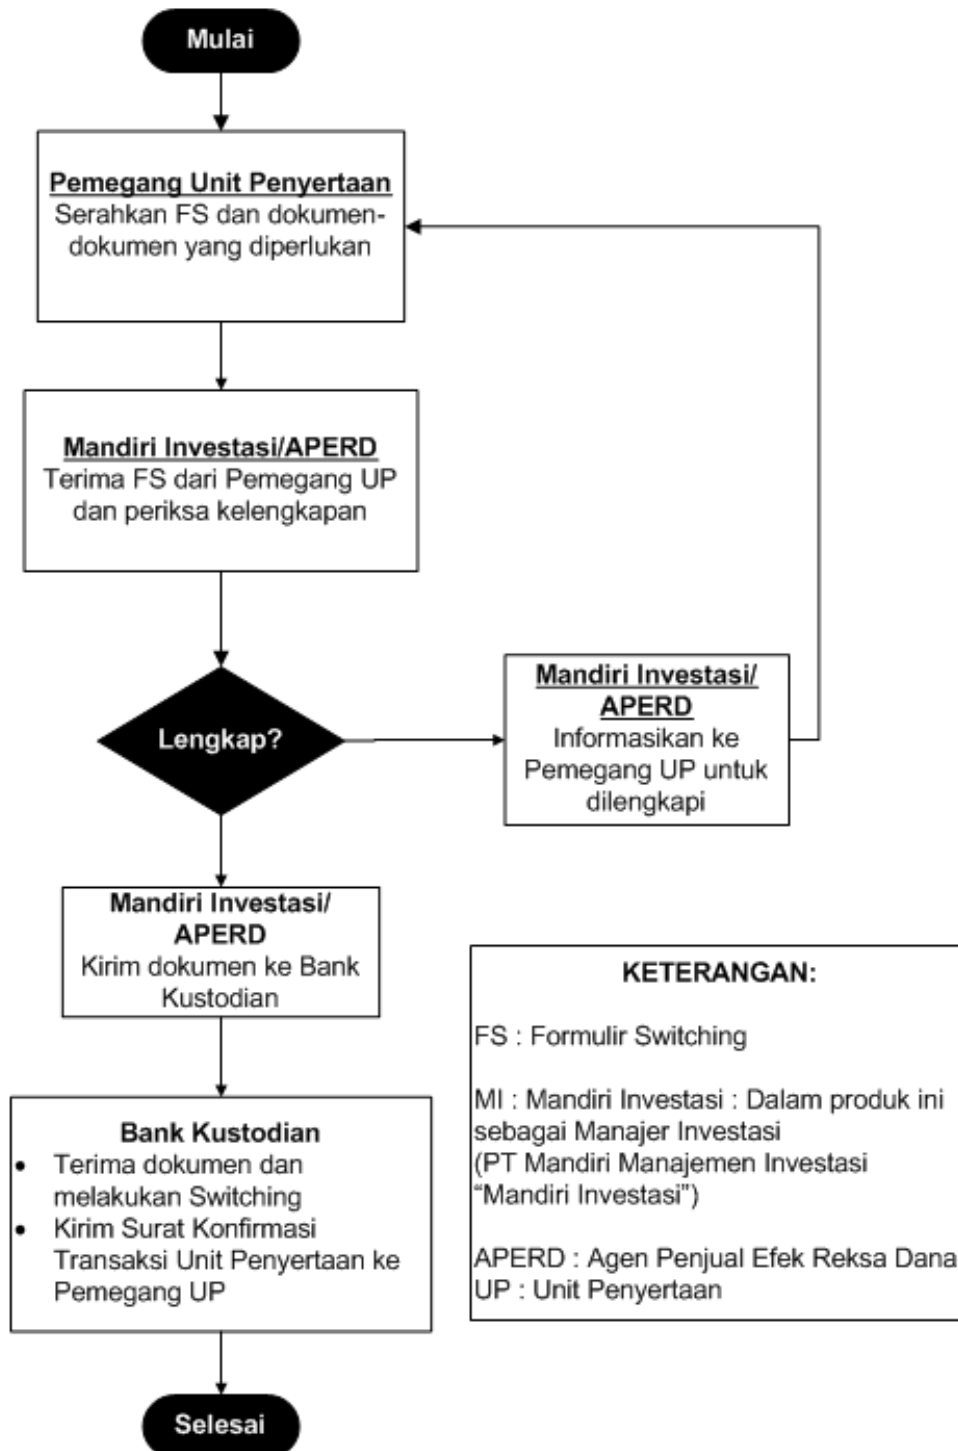 Mulai
Pemegang Unit Penyertaan
Serahkan FS dan dokumen-
dokumen yang diperlukan
Mandiri Investasi/APERD
Terima FS dari Pemegang UP
dan periksa kelengkapan
Lengkap?
Mandiri Investasi/
APERD
Informasikan ke
Pemegang UP untuk
dilengkapi
Mandiri Investasi/
APERD
Kirim dokumen ke Bank
Kustodian
Bank Kustodian
• Terima dokumen dan
melakukan Switching
• Kirim Surat Konfirmasi
Transaksi Unit Penyertaan ke
Pemegang UP
Selesai
KETERANGAN:
FS : Formulir Switching
MI : Mandiri Investasi : Dalam produk ini
sebagai Manajer Investasi
(PT Mandiri Manajemen Investasi
“Mandiri Investasi”)
APERD : Agen Penjual Efek Reksa Dana
UP : Unit Penyertaan